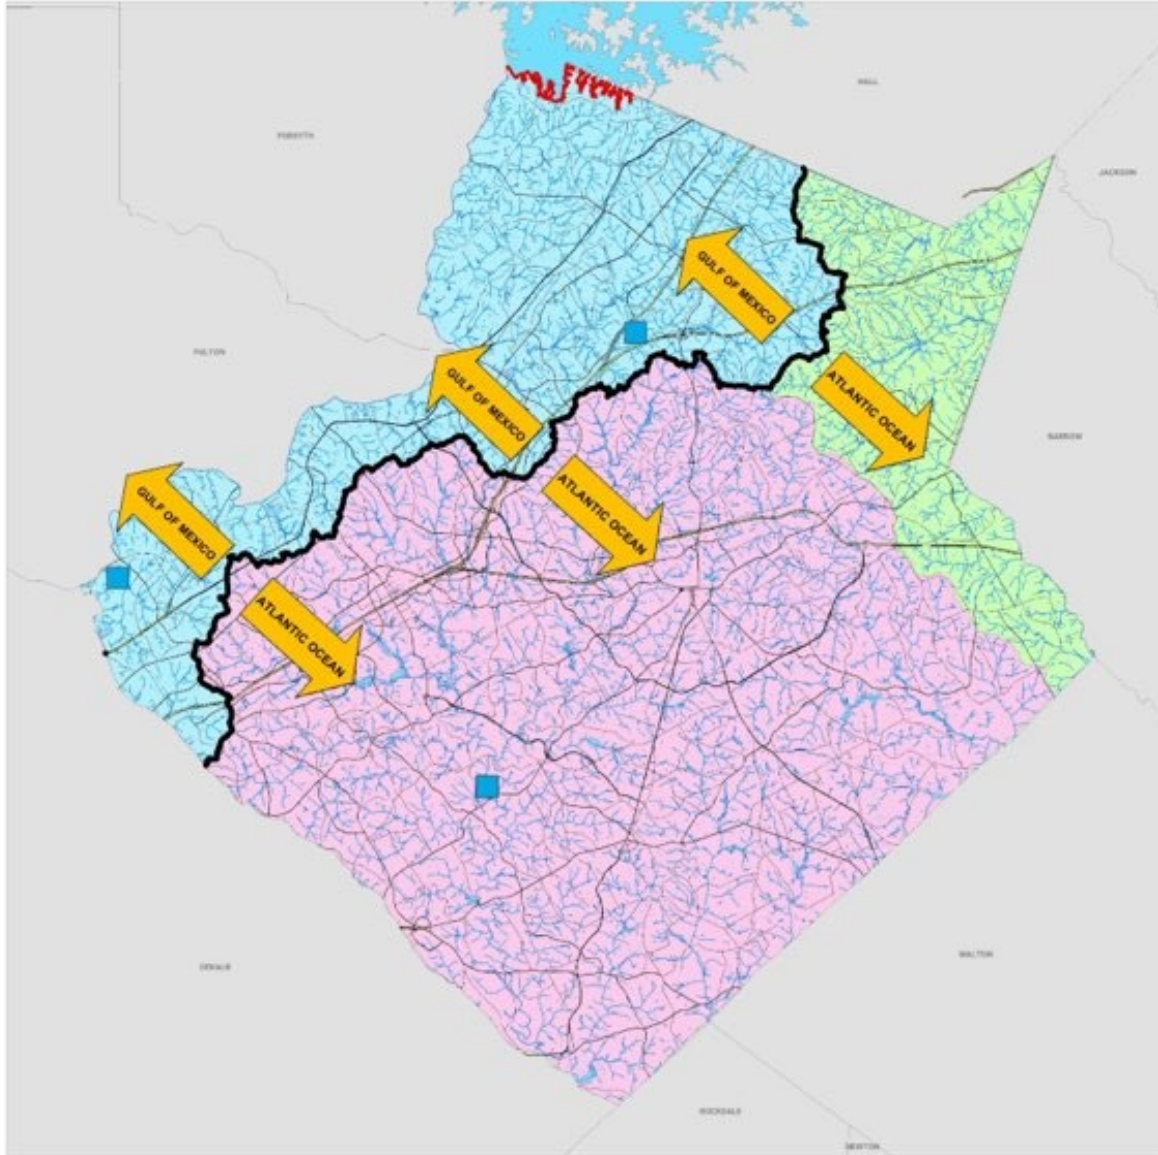 HALL
FORSYTH
JACKSON
GULF OF MEXICO
FULTON
GULF OF MEXICO
ATLANTIC OCEAN
BARROW
GULF OF MEXICO
ATLANTIC OCEAN
ATLANTIC OCEAN
DEKALB
WALTON
ROCKDALE
NEWTON